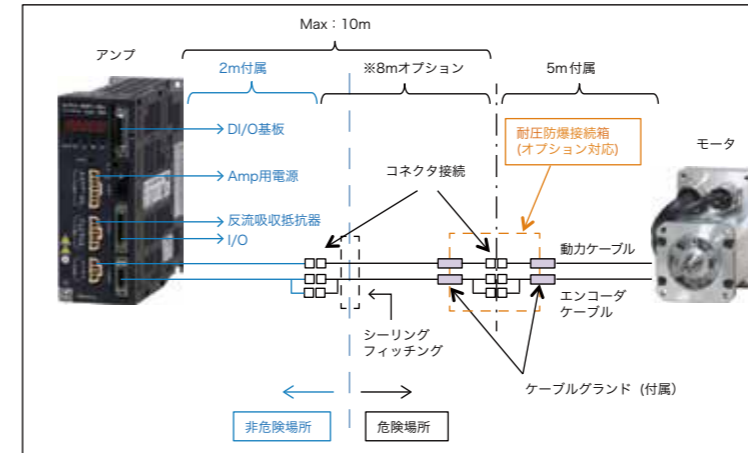 Max：10m
アンプ
2m付属
※8mオプション
5m付属
耐圧防爆接続箱
(オプション対応)
モータ
DI/O基板
コネクタ接続
Amp用電源
反流吸収抵抗器
I/O
動力ケーブル
エンコーダ
ケーブル
シーリング
フィッチング
ケーブルグランド (付属）
非危険場所
危険場所